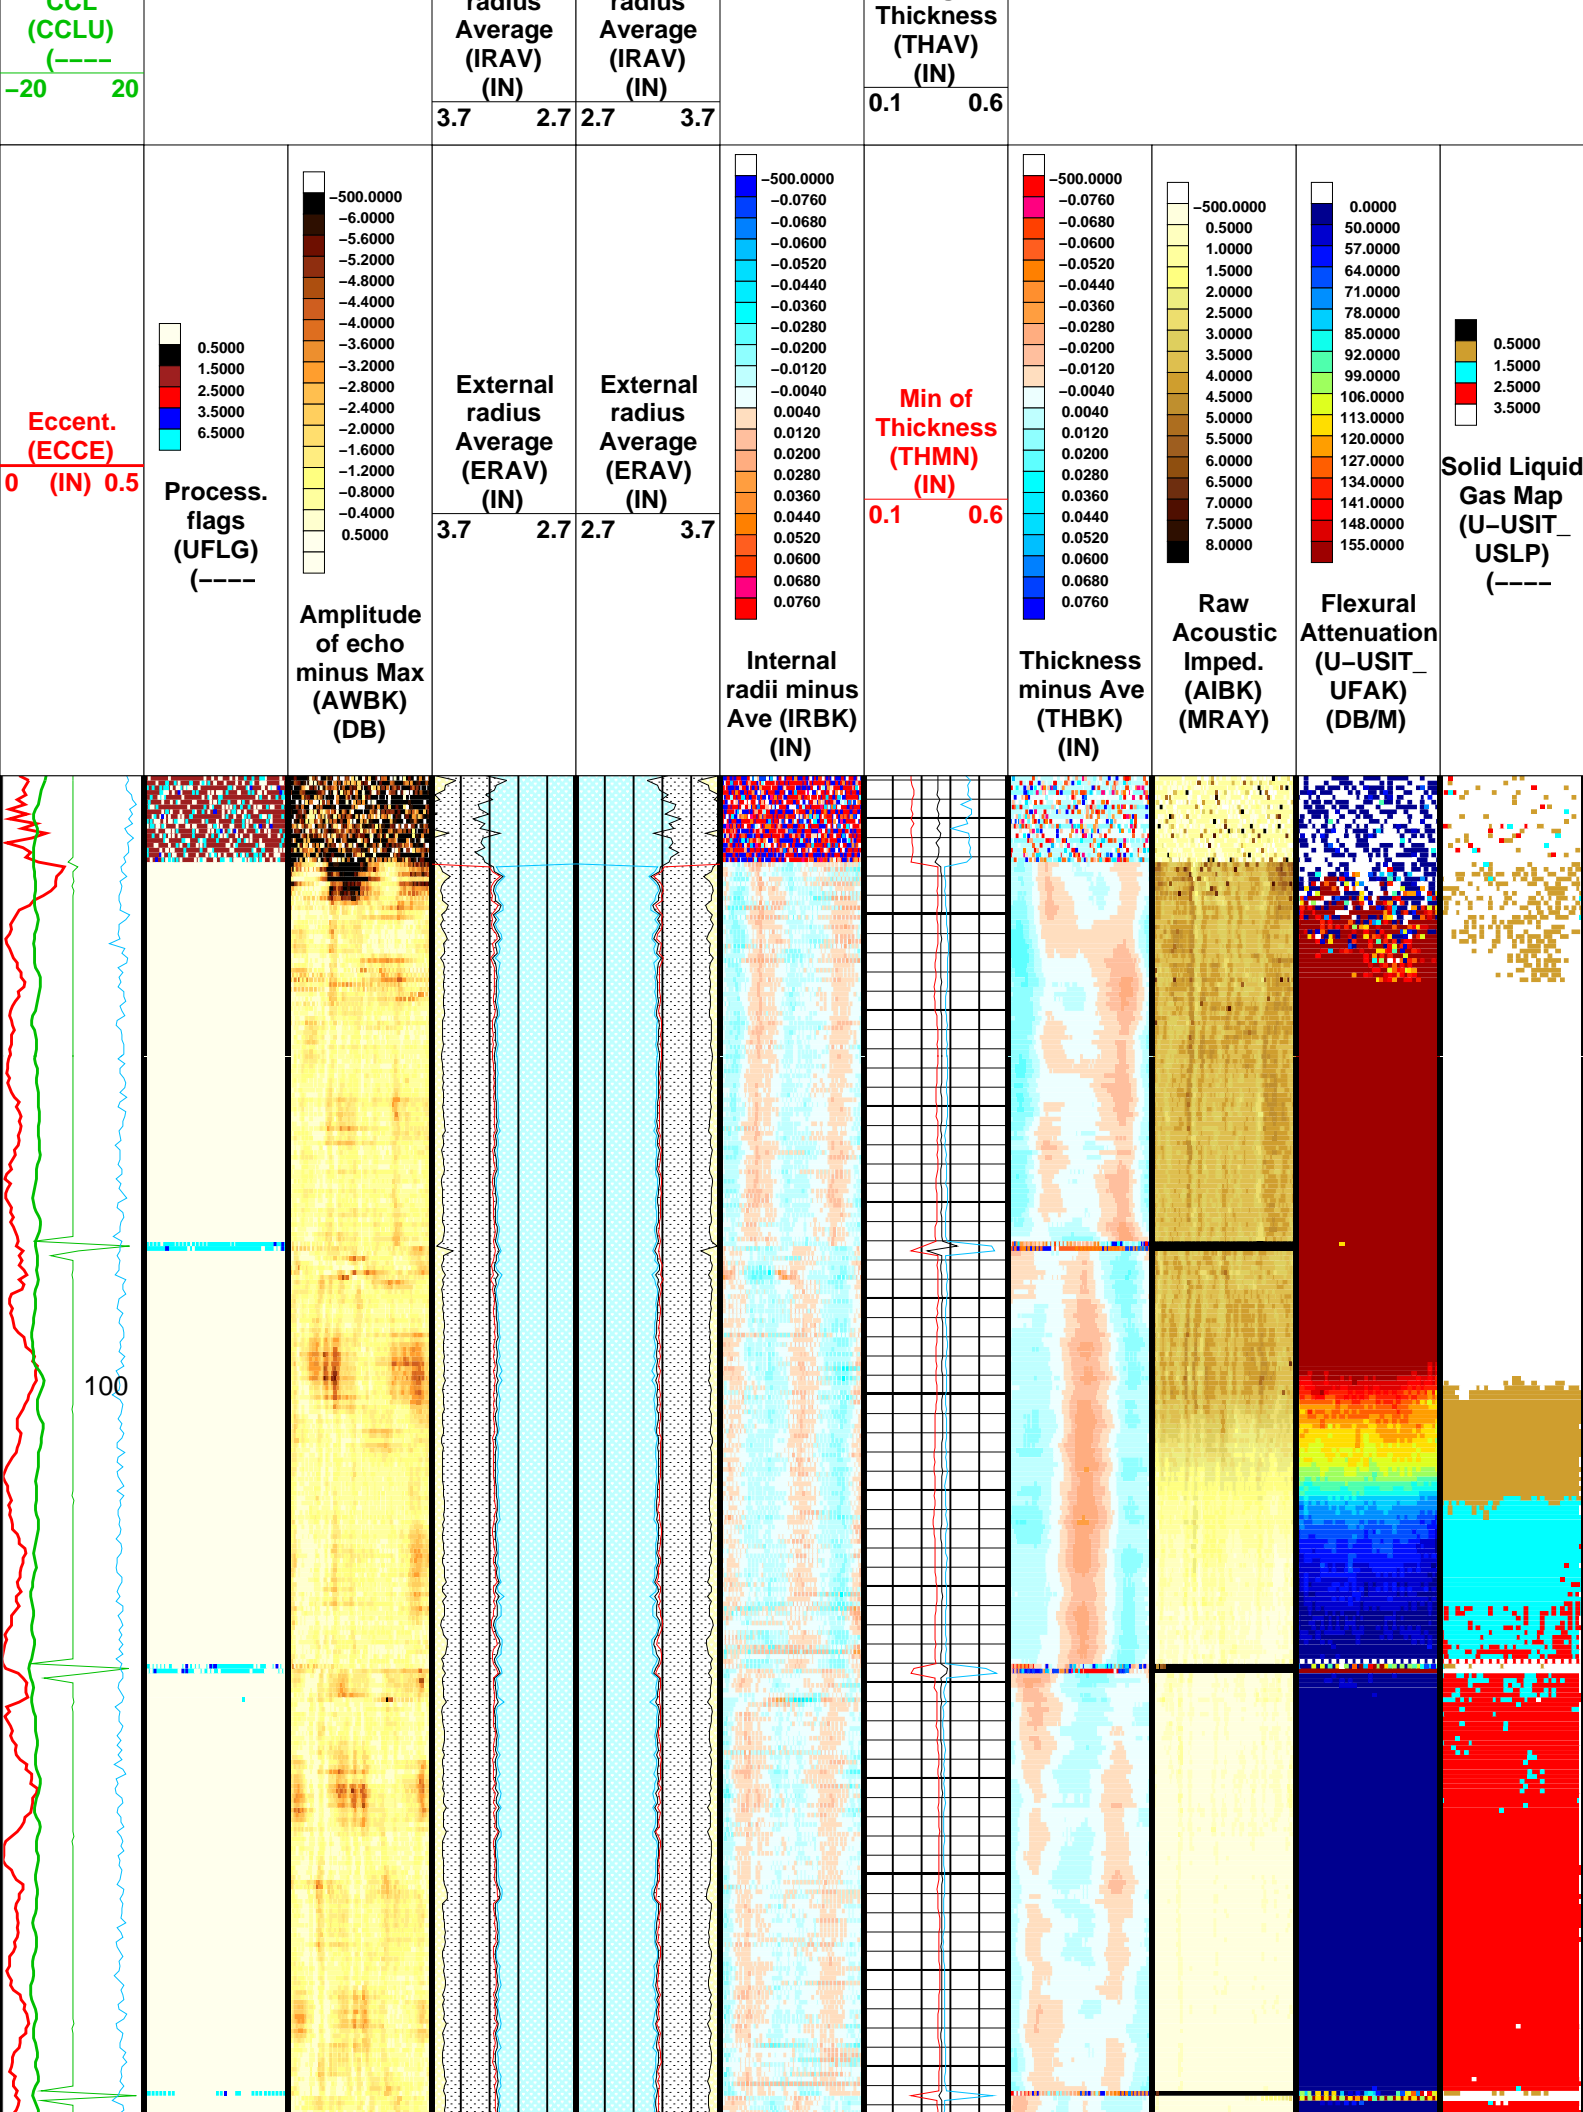 CCL
(CCLU)
(----
-20 20
radius
Average
(IRAV)
(IN)
3.7 2.7
radius
Average
(IRAV)
(IN)
2.7 3.7
Thickness
(THAV)
(IN)
0.1 0.6
Eccent.
(ECCE)
0 (IN) 0.5
0.5000
1.5000
2.5000
3.5000
6.5000
Process.
flags
(UFLG)
(----
-500.0000
-6.0000
-5.6000
-5.2000
-4.8000
-4.4000
-4.0000
-3.6000
-3.2000
-2.8000
-2.4000
-2.0000
-1.6000
-1.2000
-0.8000
-0.4000
0.5000
Amplitude
of echo
minus Max
(AWBK)
(DB)
External
radius
Average
(ERAV)
(IN)
3.7 2.7
External
radius
Average
(ERAV)
(IN)
2.7 3.7
-500.0000
-0.0760
-0.0680
-0.0600
-0.0520
-0.0440
-0.0360
-0.0280
-0.0200
-0.0120
-0.0040
0.0040
0.0120
0.0200
0.0280
0.0360
0.0440
0.0520
0.0600
0.0680
0.0760
Internal
radii minus
Ave (IRBK)
(IN)
Min of
Thickness
(THMN)
(IN)
0.1 0.6
-500.0000
-0.0760
-0.0680
-0.0600
-0.0520
-0.0440
-0.0360
-0.0280
-0.0200
-0.0120
-0.0040
0.0040
0.0120
0.0200
0.0280
0.0360
0.0440
0.0520
0.0600
0.0680
0.0760
Thickness
minus Ave
(THBK)
(IN)
-500.0000
0.5000
1.0000
1.5000
2.0000
2.5000
3.0000
3.5000
4.0000
4.5000
5.0000
5.5000
6.0000
6.5000
7.0000
7.5000
8.0000
Raw
Acoustic
Imped.
(AIBK)
(MRAY)
0.0000
50.0000
57.0000
64.0000
71.0000
78.0000
85.0000
92.0000
99.0000
106.0000
113.0000
120.0000
127.0000
134.0000
141.0000
148.0000
155.0000
Flexural
Attenuation
(U-USIT_
UFAK)
(DB/M)
0.5000
1.5000
2.5000
3.5000
Solid Liquid
Gas Map
(U-USIT_
USLP)
(----
100